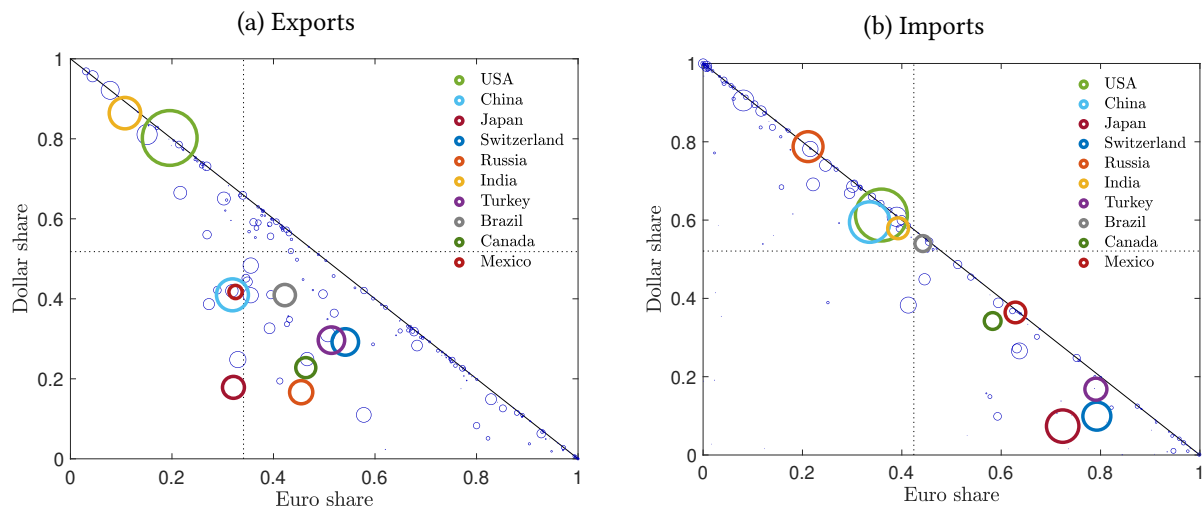 (a) Exports
1
0.8
0.6
0.4
0.2
0
0
0.2
0.4
0.6
0.8
1
Dollar share
Euro share
USA
China
Japan
Switzerland
Russia
India
Turkey
Brazil
Canada
Mexico
(b) Imports
1
0.8
0.6
0.4
0.2
0
0
0.2
0.4
0.6
0.8
1
Dollar share
Euro share
USA
China
Japan
Switzerland
Russia
India
Turkey
Brazil
Canada
Mexico